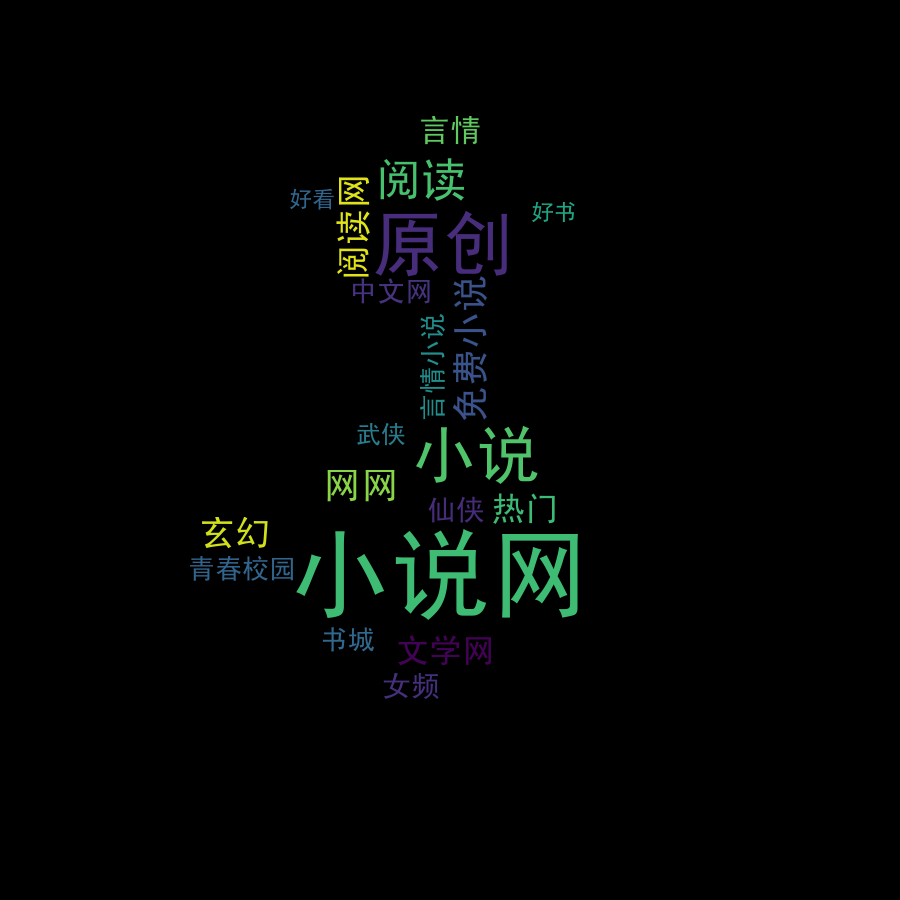 言情
阅读
阅读网
好看
好书
原创
中文网
免费小说
言情小说
武侠
小说
网网
仙侠
热门
玄幻
青春校园
小说网
书城
文学网
女频